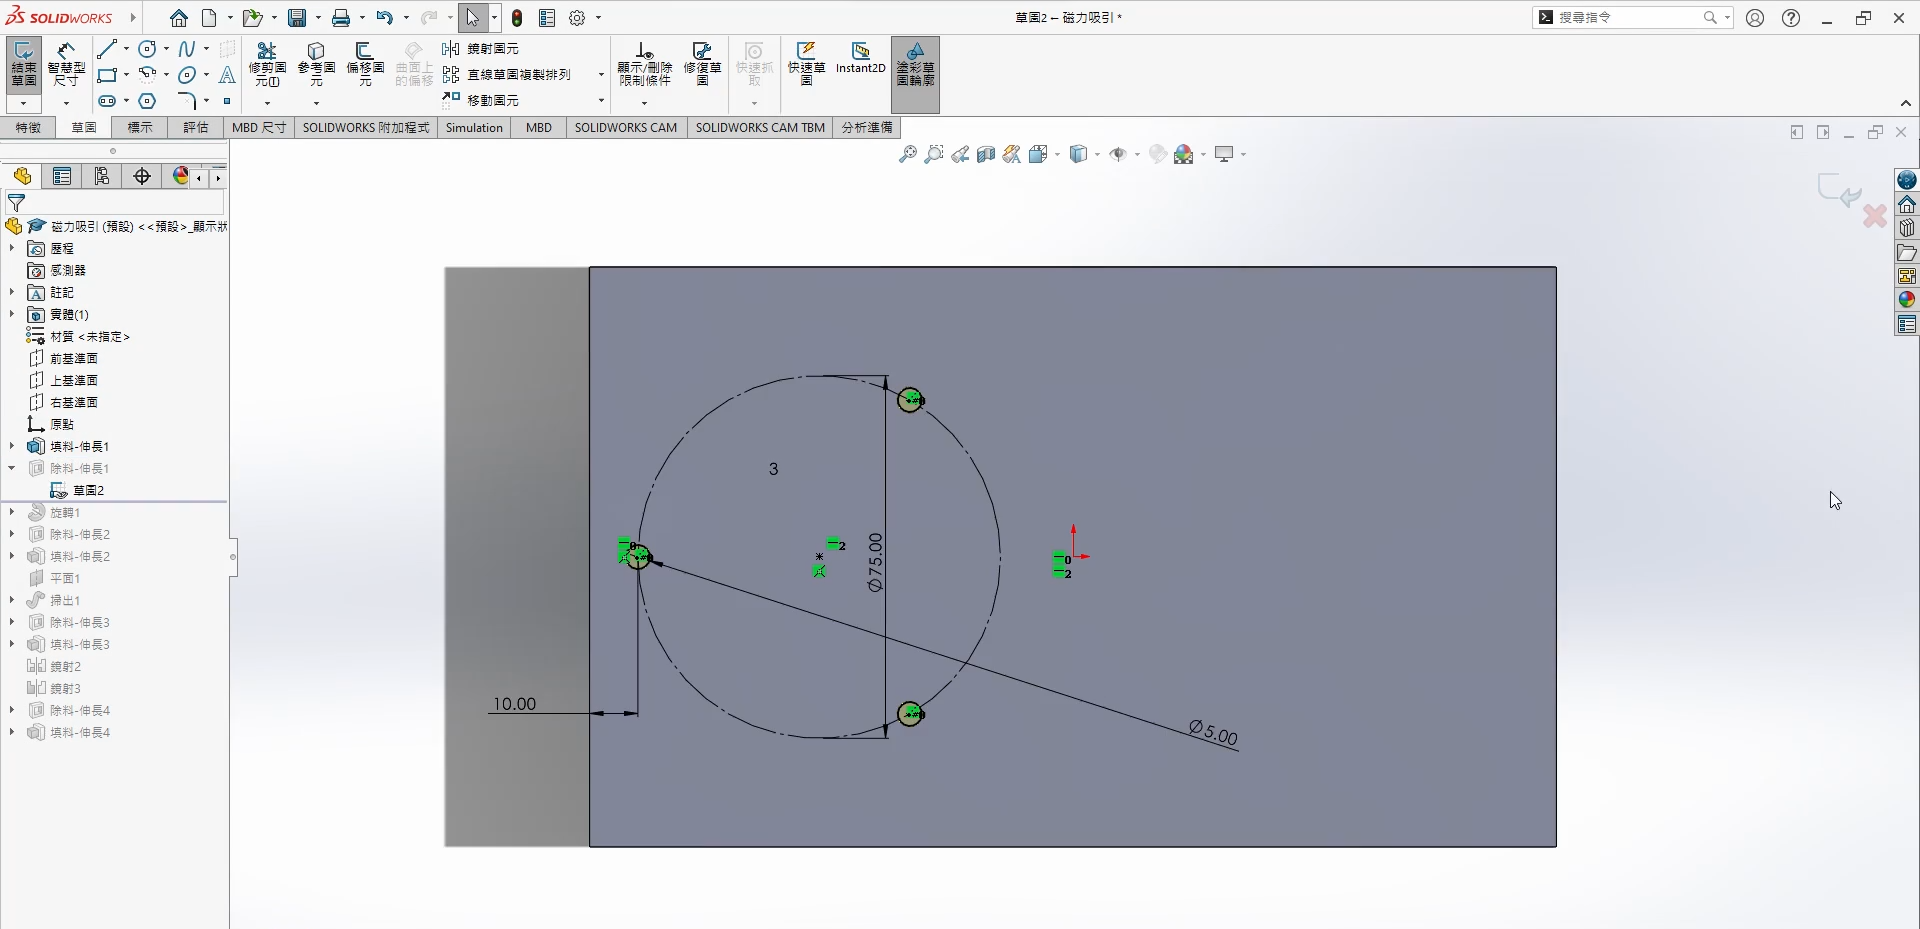 SOLIDWORKS
草圖2 ← 磁力吸引 *
搜尋指令
結束草圖
智慧型尺寸
修剪圖元(I)
參考圖元
偏移圖元
曲面上的偏移
鏡射圖元
直線草圖複製排列
移動圖元
顯示/刪除限制條件
修復草圖
快速抓取
快速草圖
Instant2D
塗彩草圖輪廓
特徵 草圖 標示 評估 MBD 尺寸 SOLIDWORKS 附加程式 Simulation MBD SOLIDWORKS CAM SOLIDWORKS CAM TBM 分析準備
磁力吸引 (預設) <<預設>_顯示狀
歷程
感測器
註記
實體(1)
材質 <未指定>
前基準面
上基準面
右基準面
原點
填料-伸長1
除料-伸長1
草圖2
旋轉1
除料-伸長2
填料-伸長2
平面1
掃出1
除料-伸長3
填料-伸長3
鏡射2
鏡射3
除料-伸長4
填料-伸長4
3
2
0
0
2
∅75.00
10.00
∅5.00